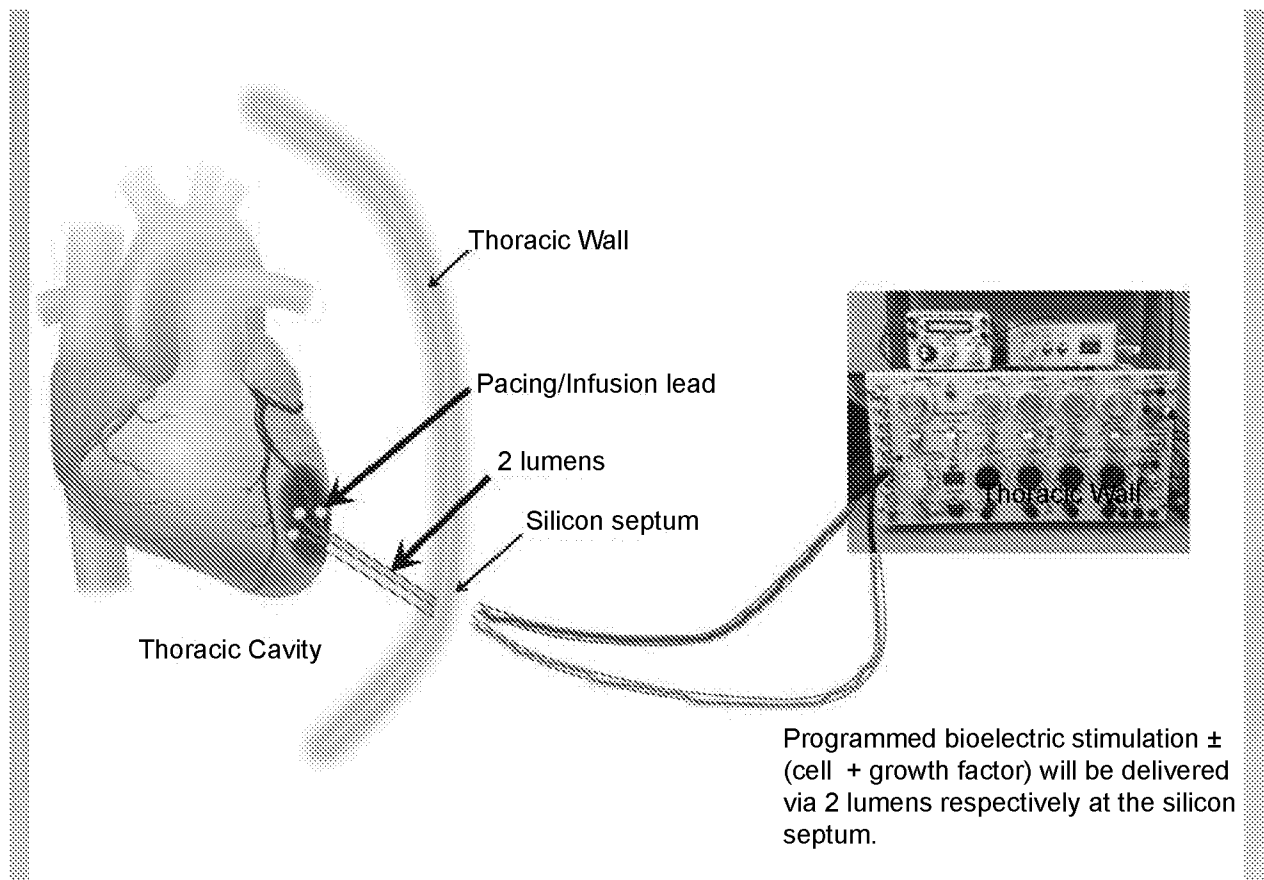 Thoracic Wall
Pacing/Infusion lead
2 lumens
Silicon septum
Thoracic Wall
Thoracic Cavity
Programmed bioelectric stimulation ±
(cell + growth factor) will be delivered
via 2 lumens respectively at the silicon
septum.